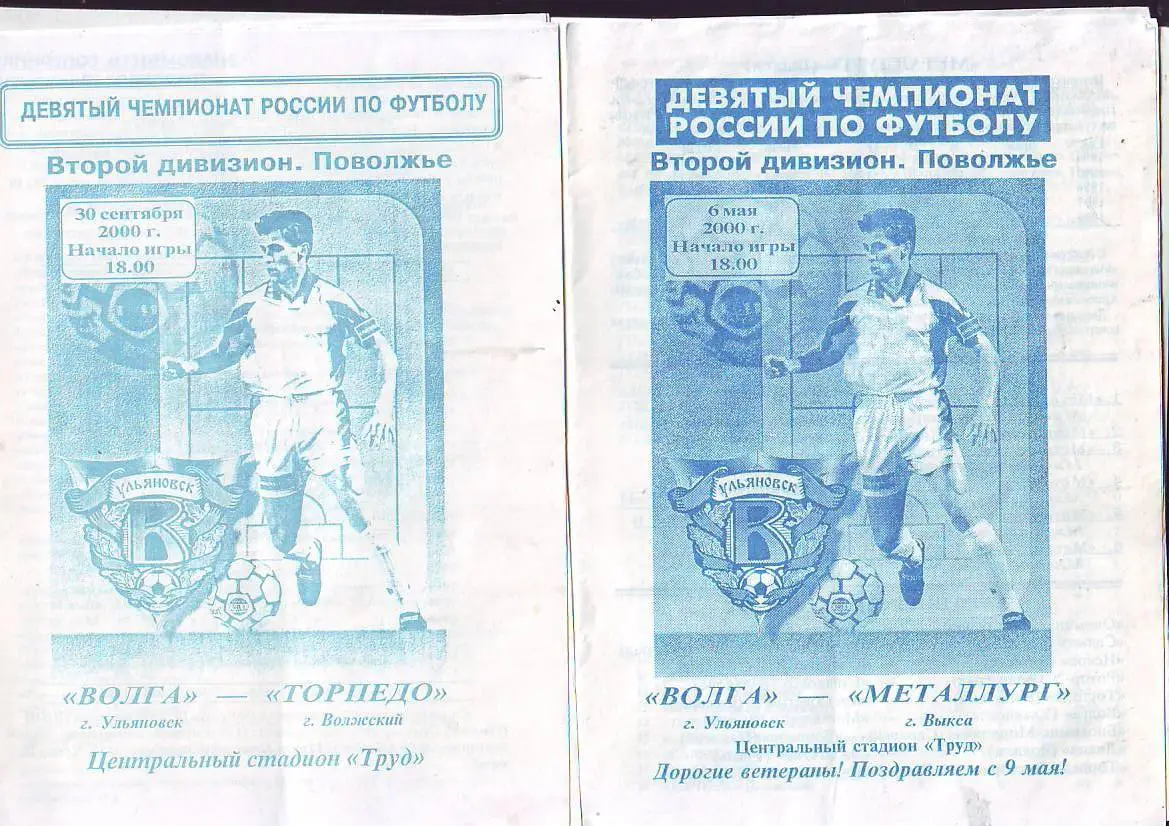 ДЕВЯТЫЙ ЧЕМПИОНАТ РОССИИ ПО ФУТБОЛУ
Второй дивизион. Поволжье
30 сентября
2000 г.
Начало игры
18.00
УЛЬЯНОВСК
В
«ВОЛГА» — «ТОРПЕДО»
г. Ульяновск г. Волжский
Центральный стадион «Труд»
ДЕВЯТЫЙ ЧЕМПИОНАТ
РОССИИ ПО ФУТБОЛУ
Второй дивизион. Поволжье
6 мая
2000 г.
Начало игры
18.00
УЛЬЯНОВСК
В
«ВОЛГА» — «МЕТАЛЛУРГ»
г. Ульяновск г. Выкса
Центральный стадион «Труд»
Дорогие ветераны! Поздравляем с 9 мая!